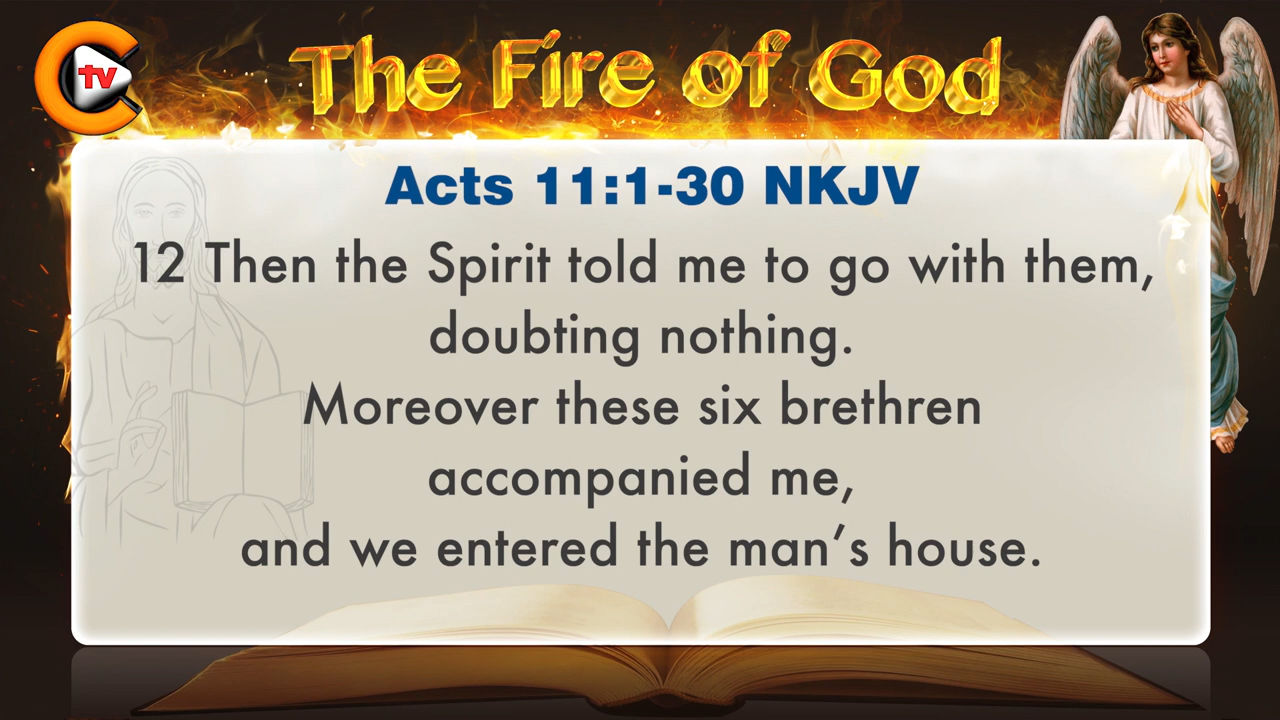 tv
The Fire of God
Acts 11:1-30 NKJV
12 Then the Spirit told me to go with them,
doubting nothing.
Moreover these six brethren
accompanied me,
and we entered the man’s house.